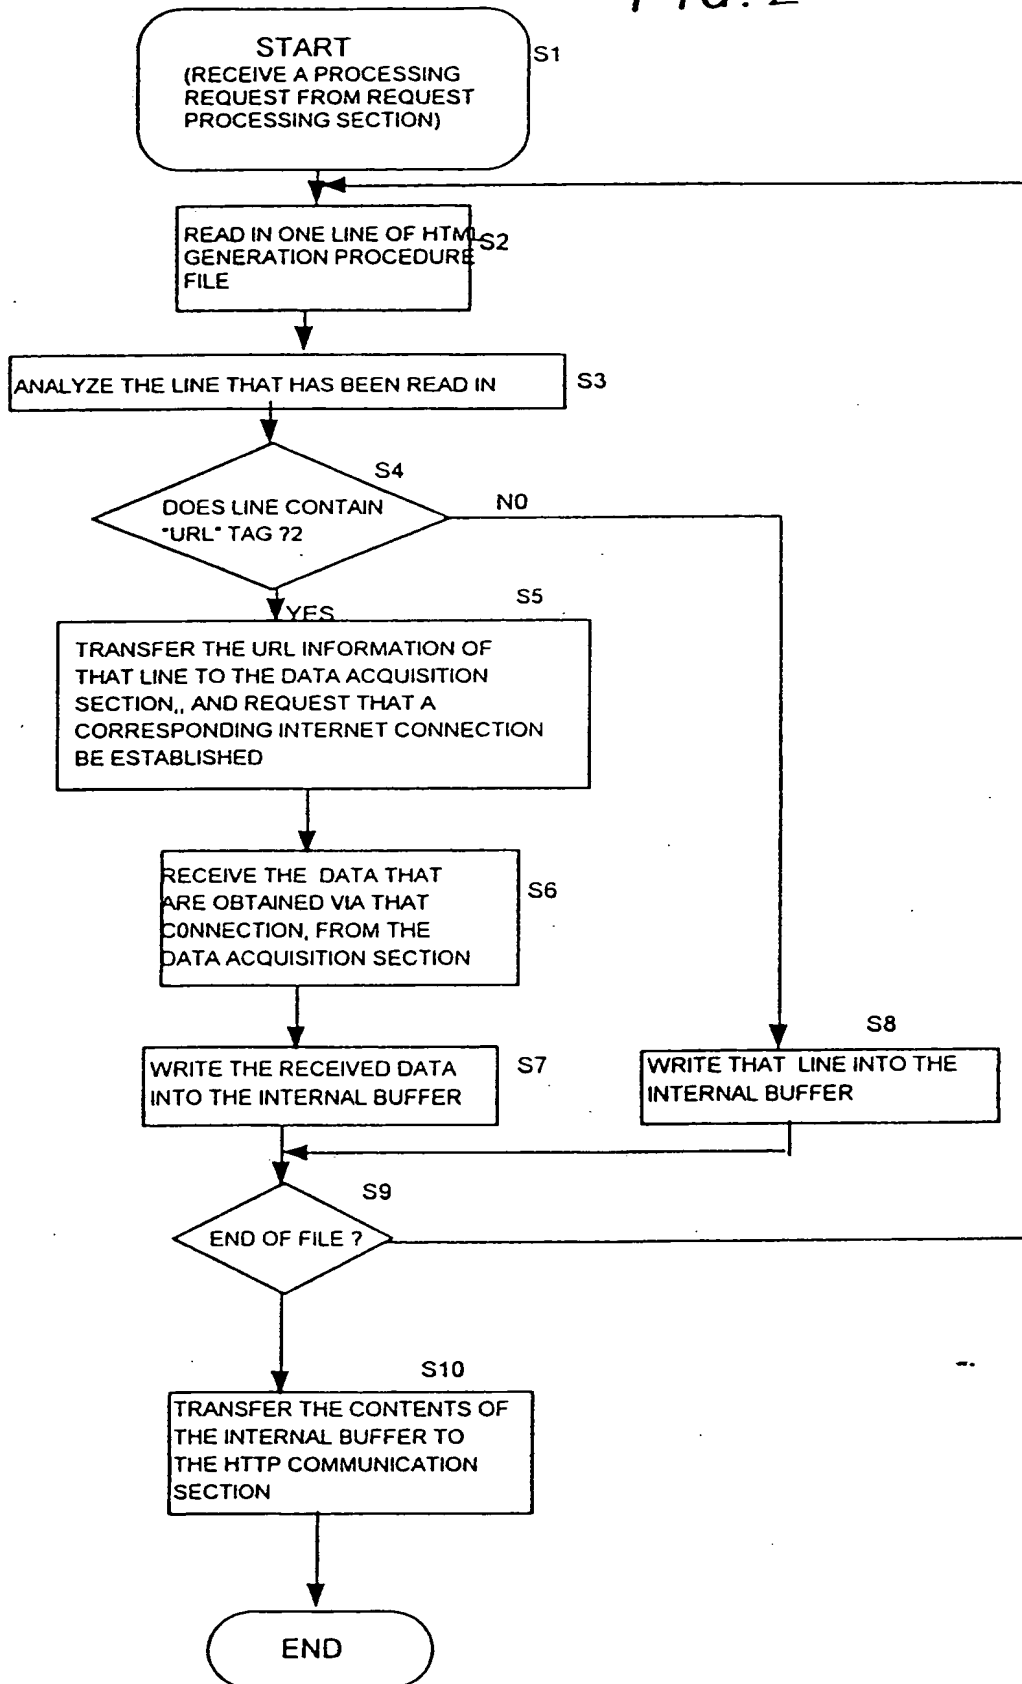 FIG. 2
START
S1
(RECEIVE A PROCESSING
REQUEST FROM REQUEST
PROCESSING SECTION)
READ IN ONE LINE OF HTML
S2
GENERATION PROCEDURE
FILE
ANALYZE THE LINE THAT HAS BEEN READ IN
S3
S4
DOES LINE CONTAIN
"URL" TAG ?2
NO
YES
S5
TRANSFER THE URL INFORMATION OF
THAT LINE TO THE DATA ACQUISITION
SECTION,, AND REQUEST THAT A
CORRESPONDING INTERNET CONNECTION
BE ESTABLISHED
RECEIVE THE DATA THAT
ARE OBTAINED VIA THAT
CONNECTION, FROM THE
DATA ACQUISITION SECTION
S6
WRITE THE RECEIVED DATA
INTO THE INTERNAL BUFFER
S7
S8
WRITE THAT LINE INTO THE
INTERNAL BUFFER
S9
END OF FILE ?
S10
TRANSFER THE CONTENTS OF
THE INTERNAL BUFFER TO
THE HTTP COMMUNICATION
SECTION
END